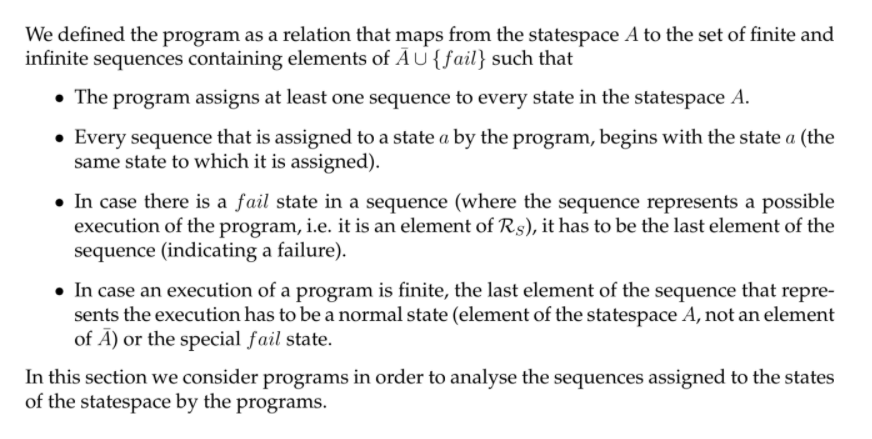 We defined the program as a relation that maps from the statespace A to the set of finite and
infinite sequences containing elements of Ā ∪ {fail} such that
• The program assigns at least one sequence to every state in the statespace A.
• Every sequence that is assigned to a state a by the program, begins with the state a (the
same state to which it is assigned).
• In case there is a fail state in a sequence (where the sequence represents a possible
execution of the program, i.e. it is an element of ℛS), it has to be the last element of the
sequence (indicating a failure).
• In case an execution of a program is finite, the last element of the sequence that repre-
sents the execution has to be a normal state (element of the statespace A, not an element
of Ā) or the special fail state.
In this section we consider programs in order to analyse the sequences assigned to the states
of the statespace by the programs.